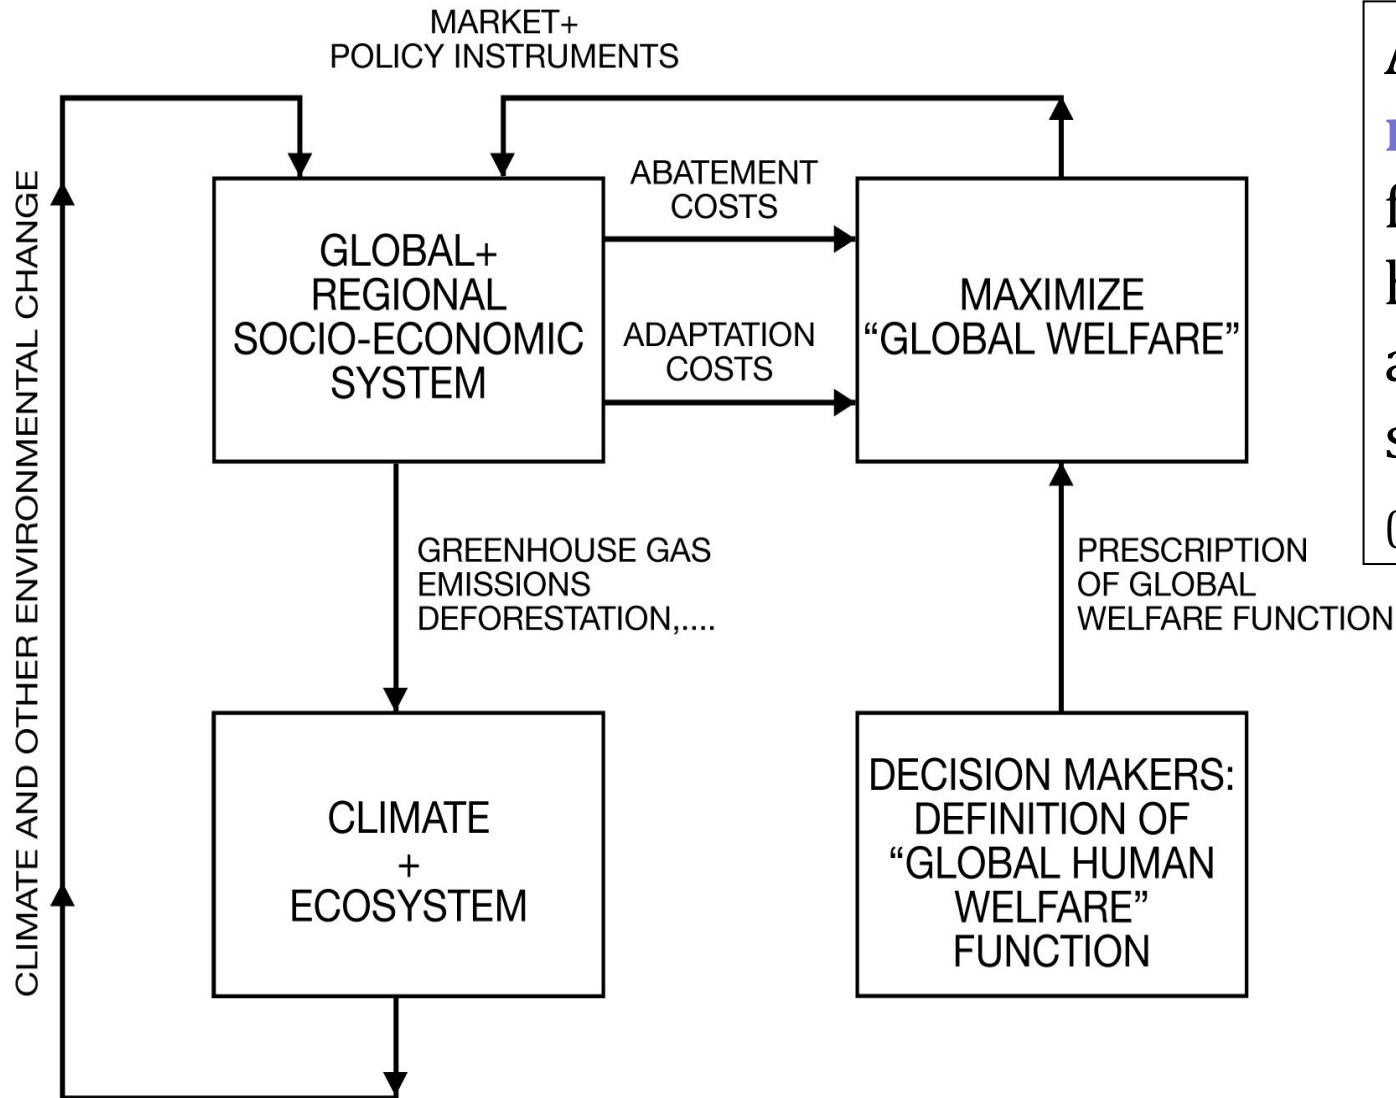 MARKET+
POLICY INSTRUMENTS
CLIMATE AND OTHER ENVIRONMENTAL CHANGE
GLOBAL+
REGIONAL
SOCIO-ECONOMIC
SYSTEM
ABATEMENT
COSTS
ADAPTATION
COSTS
MAXIMIZE
“GLOBAL WELFARE”
GREENHOUSE GAS
EMISSIONS
DEFORESTATION,....
PRESCRIPTION
OF GLOBAL
WELFARE FUNCTION
CLIMATE
+
ECOSYSTEM
DECISION MAKERS:
DEFINITION OF
“GLOBAL HUMAN
WELFARE”
FUNCTION